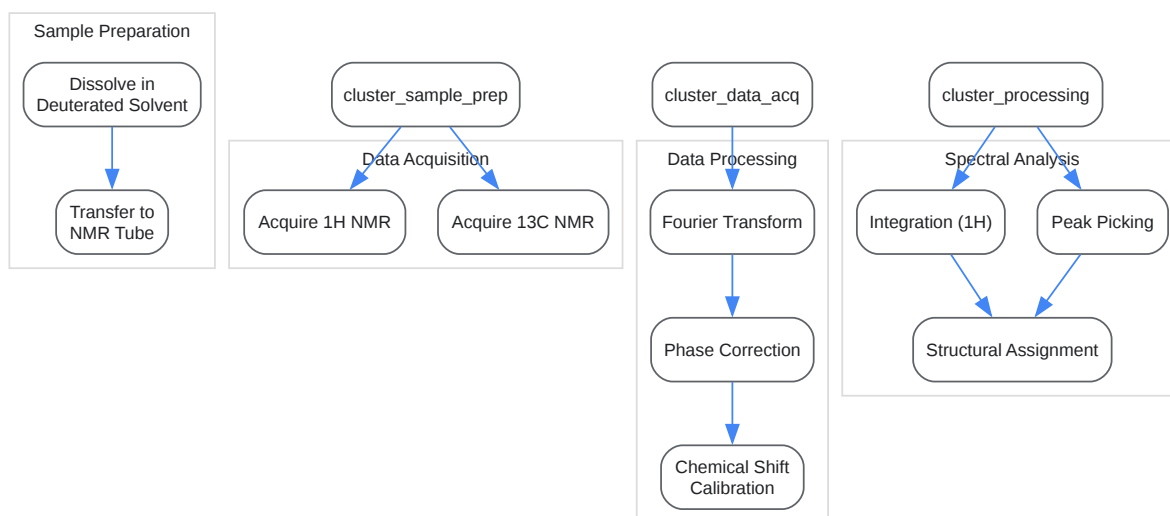 Sample Preparation
Dissolve in
Deuterated Solvent
Transfer to
NMR Tube
cluster_sample_prep
Data Acquisition
Acquire 1H NMR
Acquire 13C NMR
cluster_data_acq
Data Processing
Fourier Transform
Phase Correction
Chemical Shift
Calibration
cluster_processing
Spectral Analysis
Integration (1H)
Peak Picking
Structural Assignment